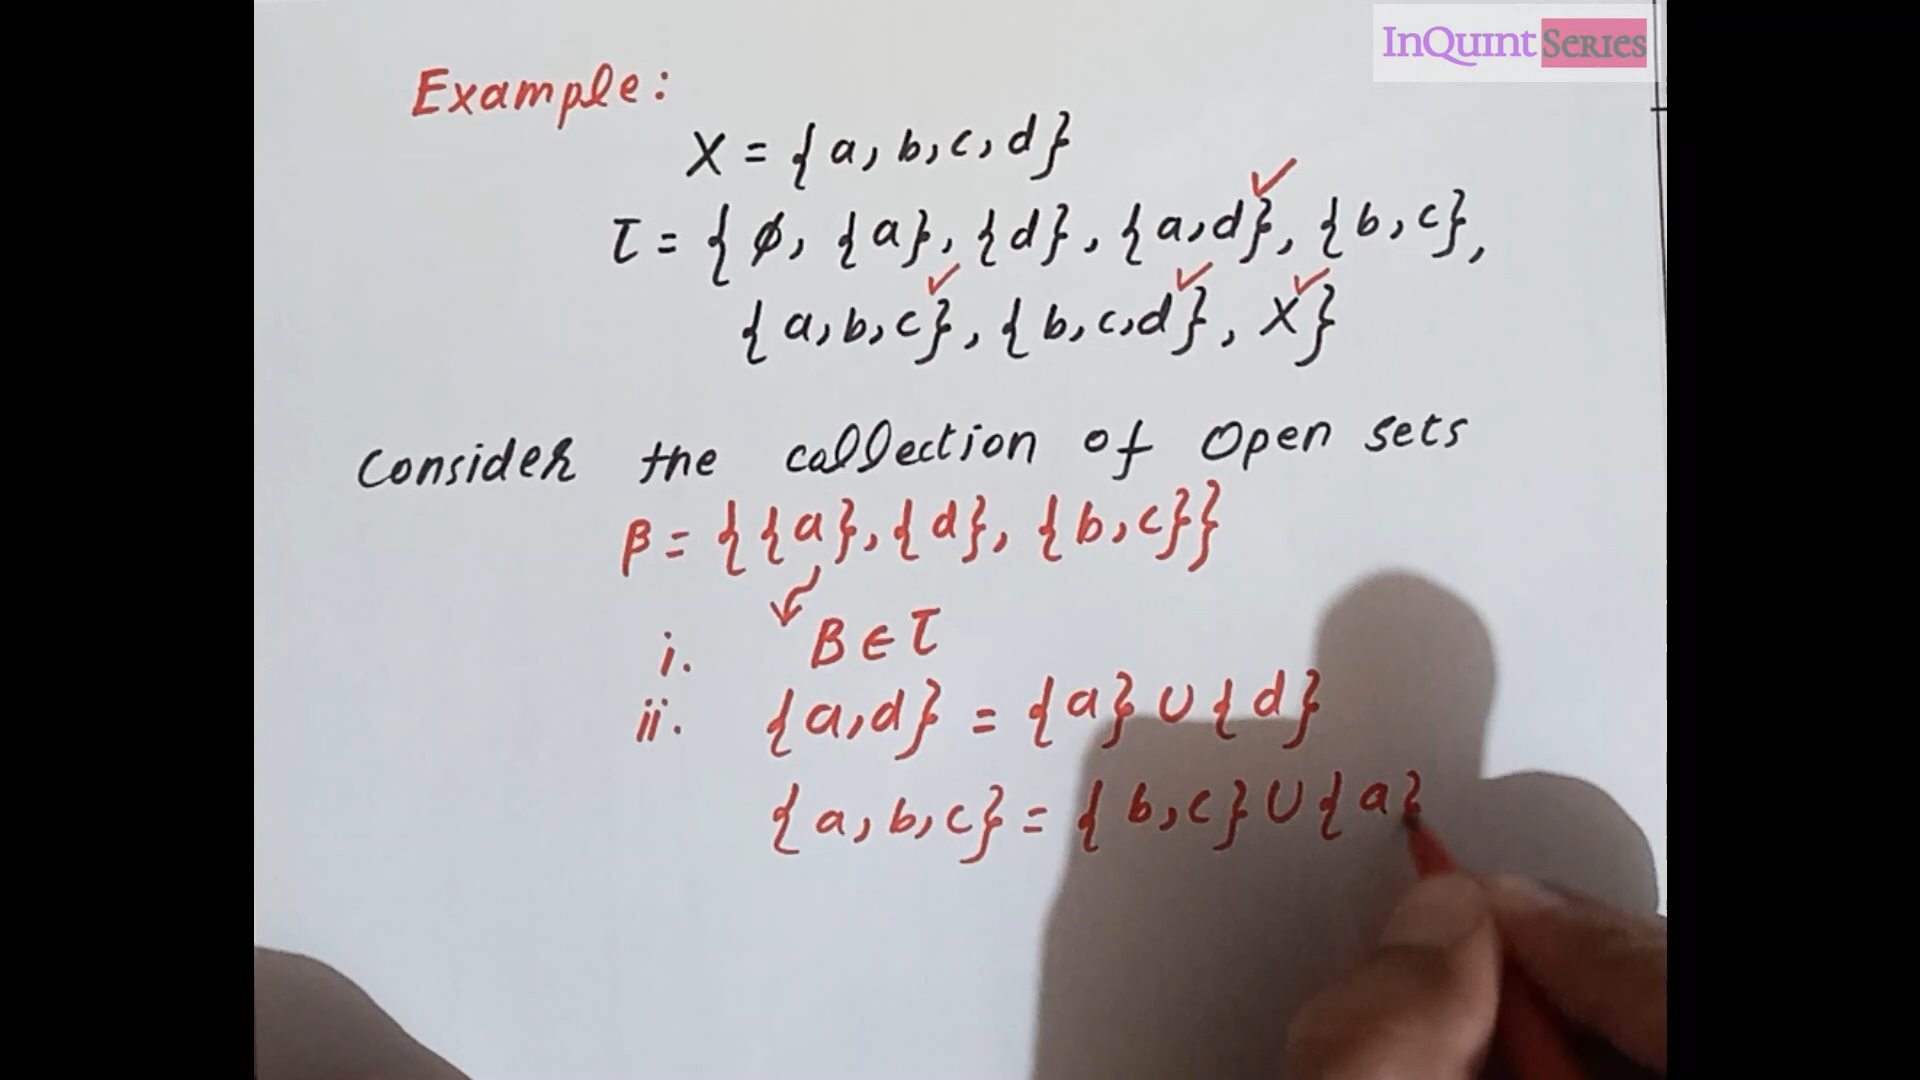 InQuint Series
Example:
X = {a, b, c, d}
τ = {φ, {a}, {d}, {a, d}, {b, c},
{a, b, c}, {b, c, d}, X}
Consider the collection of open sets
β = {{a}, {d}, {b, c}}
i. B ∈ τ
ii. {a, d} = {a} ∪ {d}
{a, b, c} = {b, c} ∪ {a}